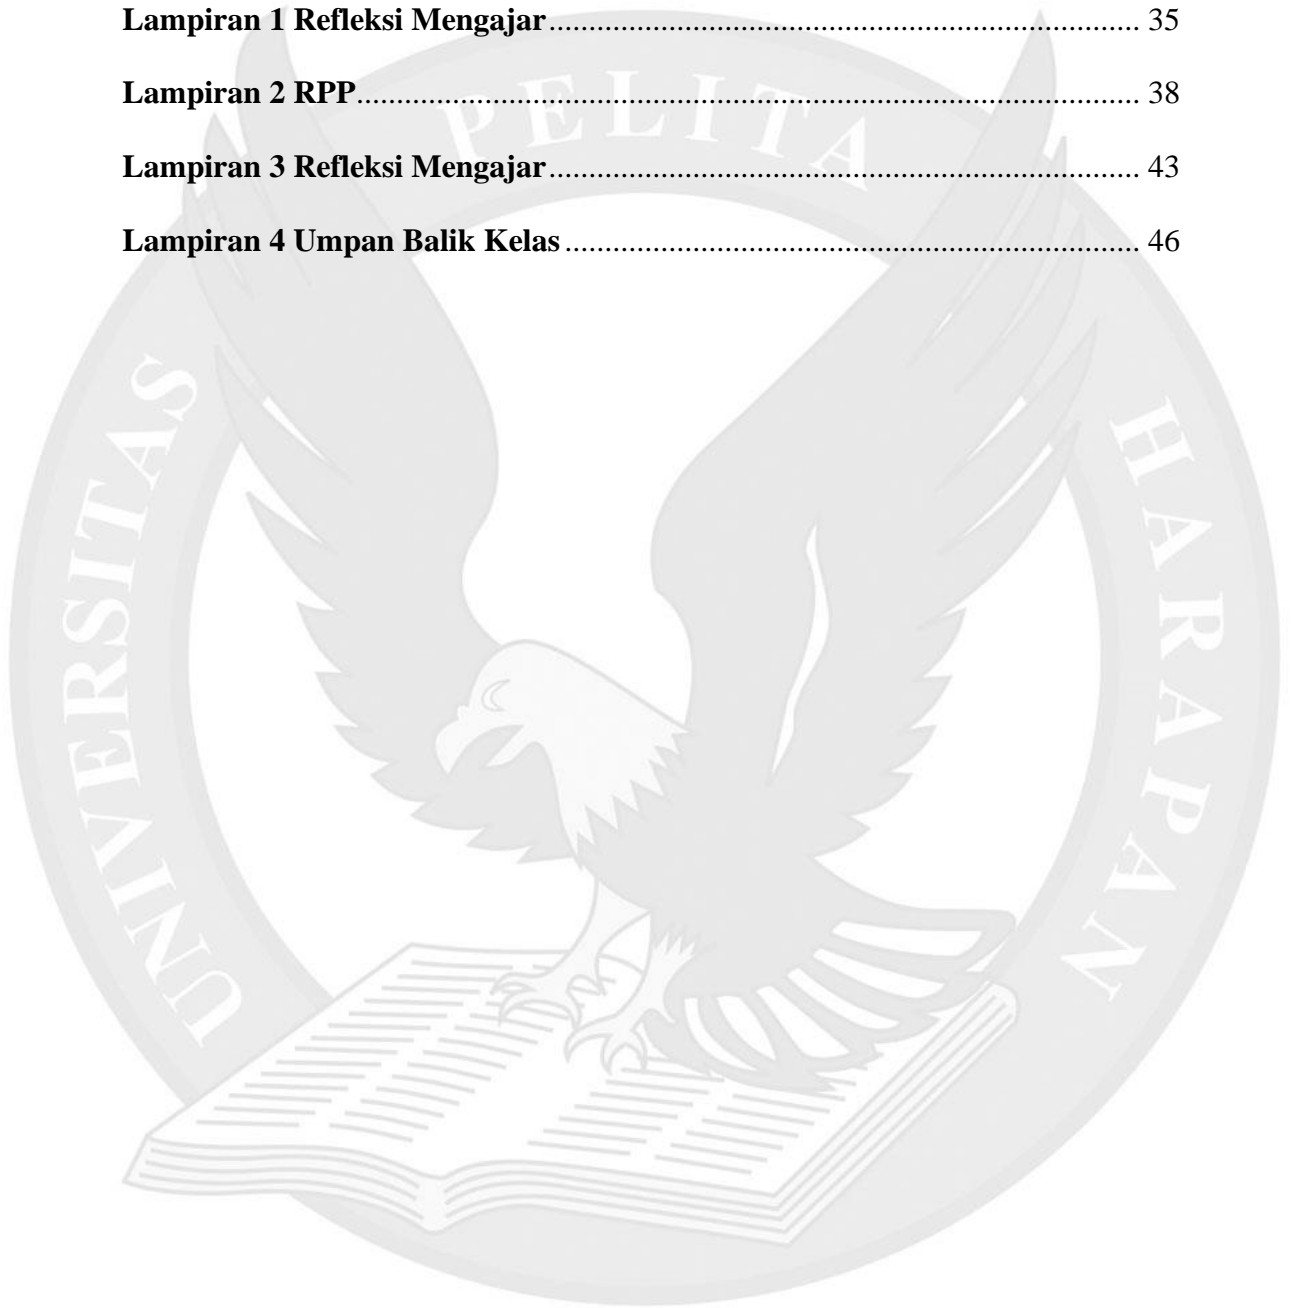 Lampiran 1 Refleksi Mengajar........................................................................... 35
Lampiran 2 RPP................................................................................................... 38
Lampiran 3 Refleksi Mengajar........................................................................... 43
Lampiran 4 Umpan Balik Kelas......................................................................... 46
UNIVERSITAS PELITA HARAPAN